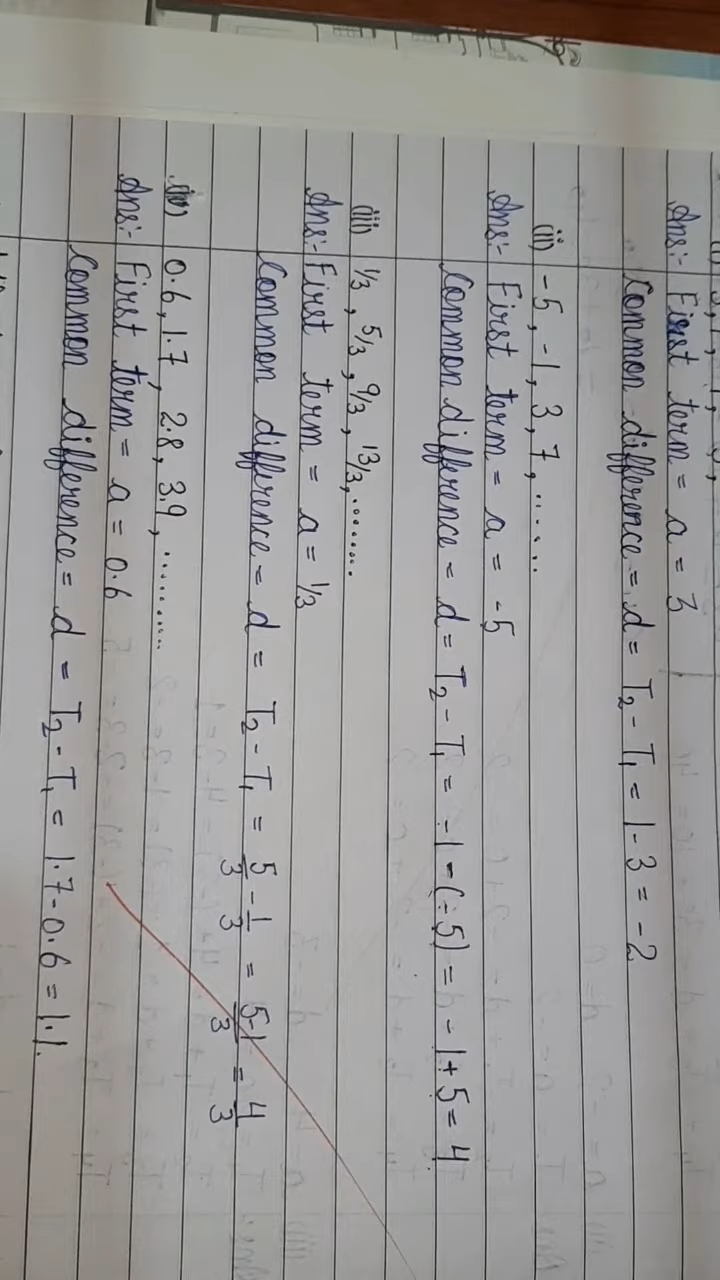 Ans:- First term = a = 3
Common difference = d = T₂ - T₁ = 1 - 3 = -2
(ii) -5, -1, 3, 7, .......
Ans:- First term = a = -5
Common difference = d = T₂ - T₁ = -1 - (-5) = -1 + 5 = 4
(iii) 1/3, 5/3, 9/3, 13/3, ........
Ans:- First term = a = 1/3
Common difference = d = T₂ - T₁ = 5/3 - 1/3 = 5-1/3 = 4/3
(iv) 0.6, 1.7, 2.8, 3.9, ..........
Ans:- First term = a = 0.6
Common difference = d = T₂ - T₁ = 1.7 - 0.6 = 1.1.